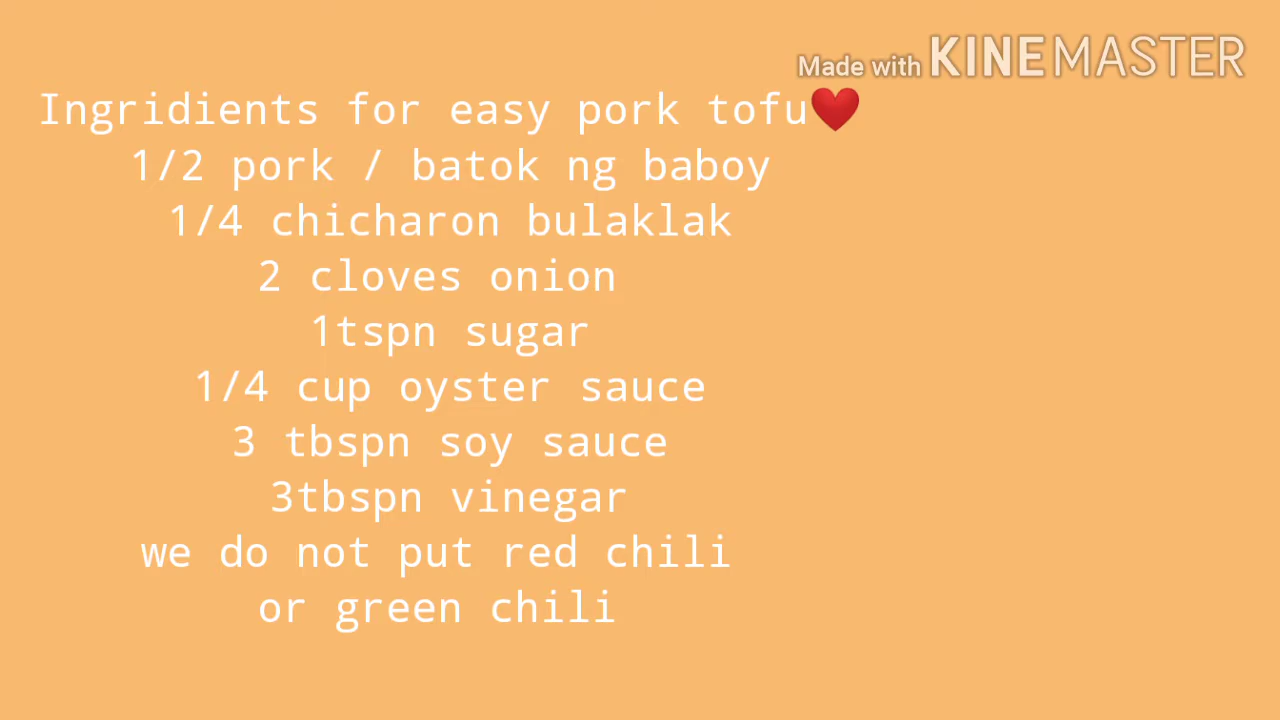 Made with KINEMASTER
Ingridients for easy pork tofu❤️
1/2 pork / batok ng baboy
1/4 chicharon bulaklak
2 cloves onion
1tspn sugar
1/4 cup oyster sauce
3 tbspn soy sauce
3tbspn vinegar
we do not put red chili
or green chili